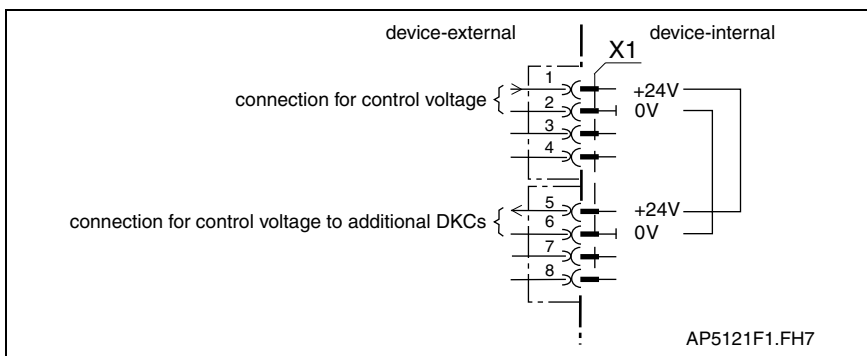 device-external
device-internal
X1
1
+24V
connection for control voltage
2
0V
3
4
5
+24V
connection for control voltage to additional DKCs
6
0V
7
8
AP5121F1.FH7